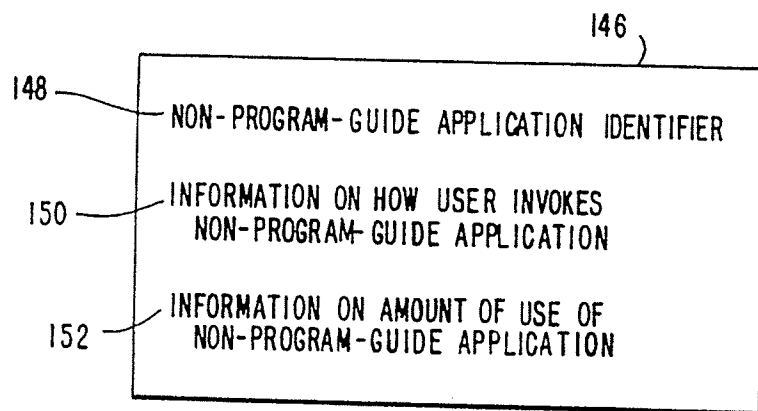 146
148
NON-PROGRAM-GUIDE APPLICATION IDENTIFIER
150
INFORMATION ON HOW USER INVOKES
NON-PROGRAM-GUIDE APPLICATION
152
INFORMATION ON AMOUNT OF USE OF
NON-PROGRAM-GUIDE APPLICATION